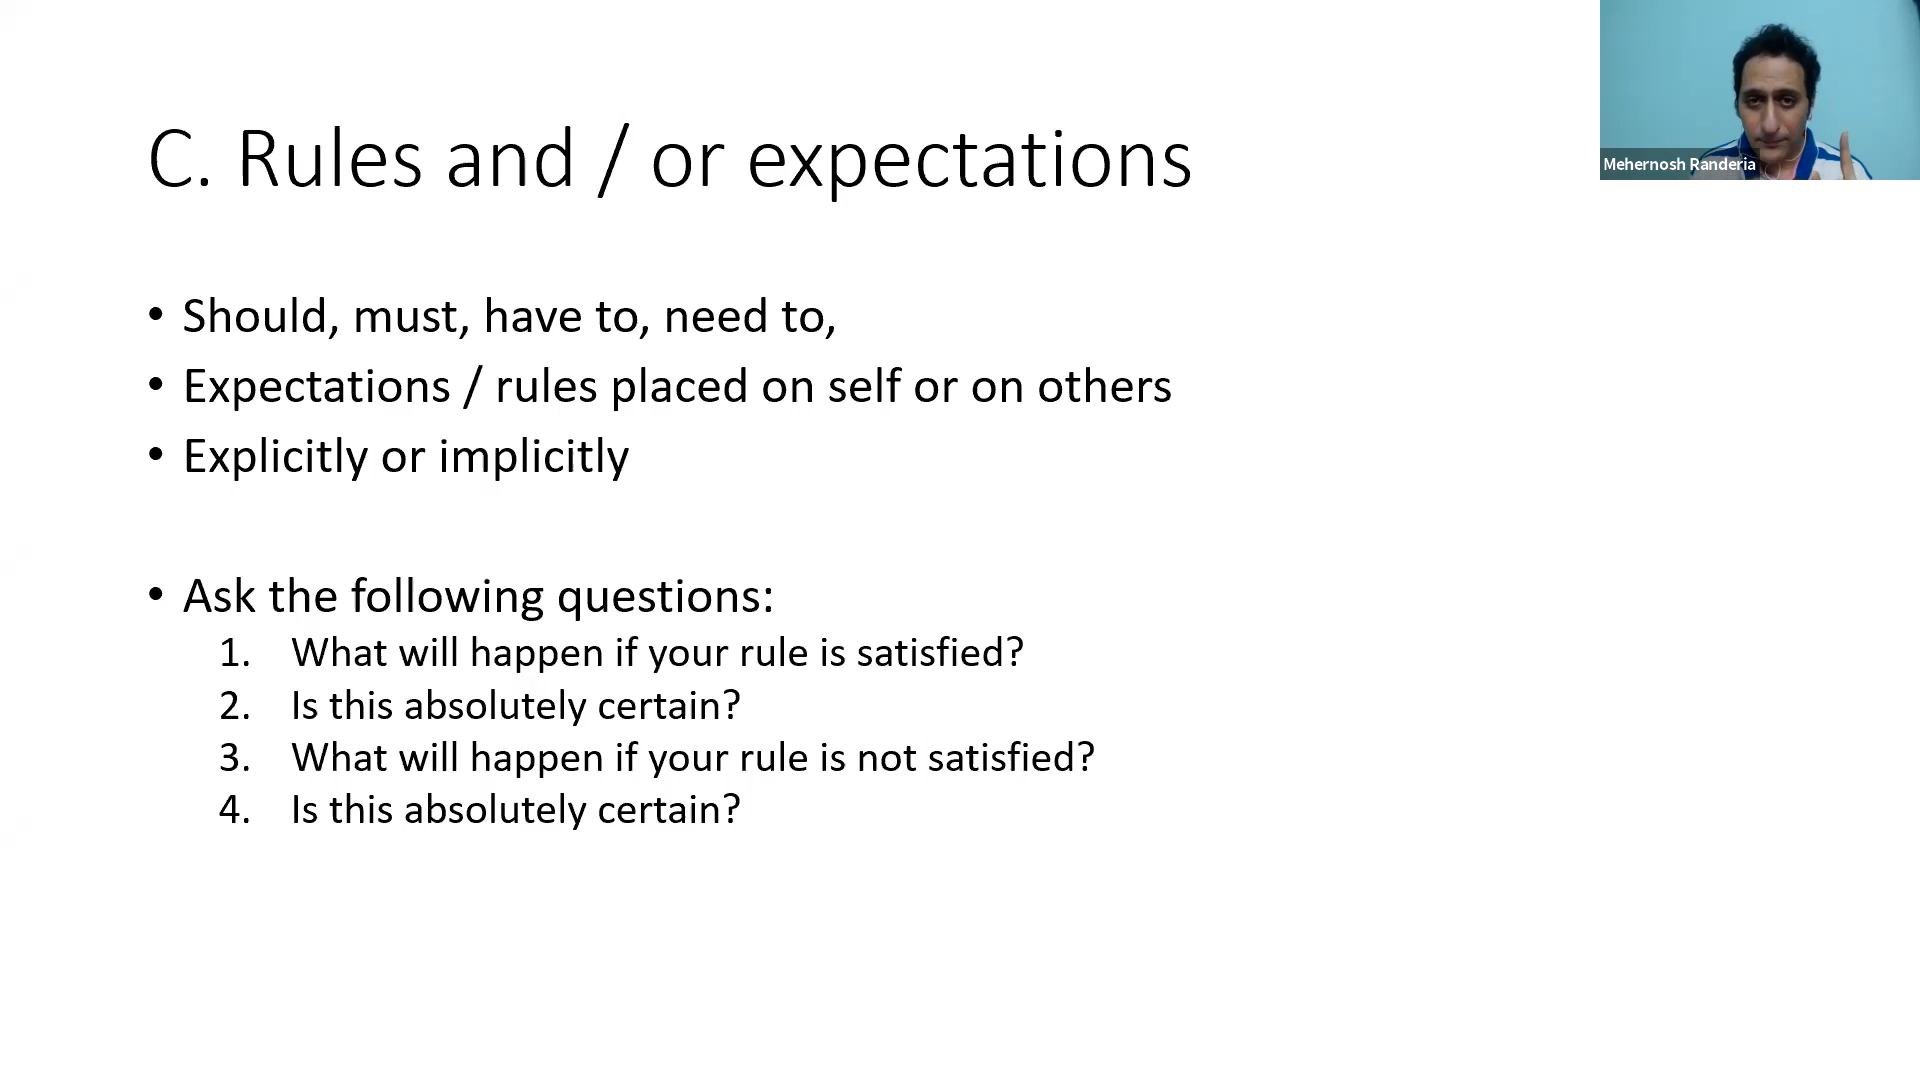 C. Rules and / or expectations
Mehernosh Randeria
• Should, must, have to, need to,
• Expectations / rules placed on self or on others
• Explicitly or implicitly
• Ask the following questions:
1. What will happen if your rule is satisfied?
2. Is this absolutely certain?
3. What will happen if your rule is not satisfied?
4. Is this absolutely certain?